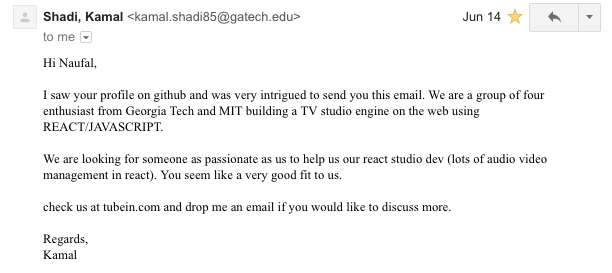 Shadi, Kamal <kamal.shadi85@gatech.edu> Jun 14
to me
Hi Naufal,
I saw your profile on github and was very intrigued to send you this email. We are a group of four
enthusiast from Georgia Tech and MIT building a TV studio engine on the web using
REACT/JAVASCRIPT.
We are looking for someone as passionate as us to help us our react studio dev (lots of audio video
management in react). You seem like a very good fit to us.
check us at tubein.com and drop me an email if you would like to discuss more.
Regards,
Kamal